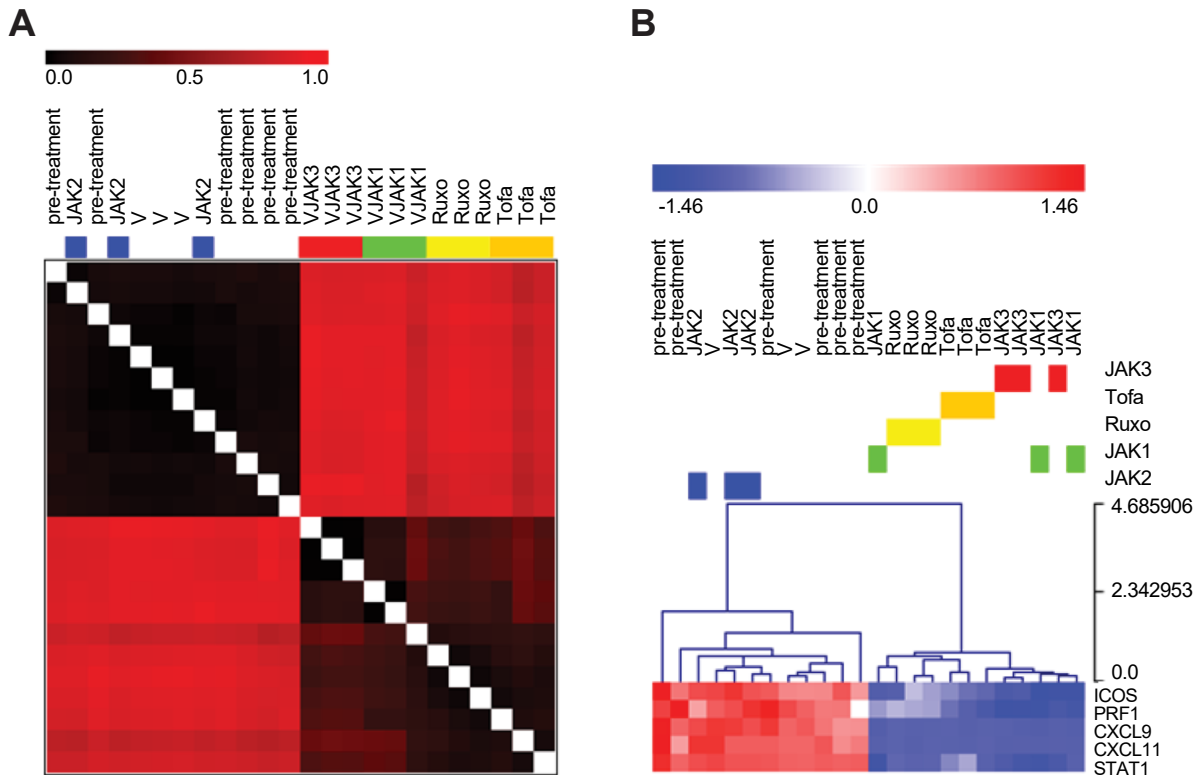 A
B
0.0 0.5 1.0
pre-treatment
JAK2
pre-treatment
JAK2
V
V
V
JAK2
pre-treatment
pre-treatment
pre-treatment
pre-treatment
VJAK3
VJAK3
VJAK3
VJAK1
VJAK1
VJAK1
Ruxo
Ruxo
Ruxo
Tofa
Tofa
Tofa
-1.46 0.0 1.46
pre-treatment
pre-treatment
JAK2
V
JAK2
JAK2
pre-treatment
V
V
pre-treatment
pre-treatment
pre-treatment
JAK1
Ruxo
Ruxo
Ruxo
Tofa
Tofa
Tofa
JAK3
JAK3
JAK1
JAK3
JAK1
JAK3
Tofa
Ruxo
JAK1
JAK2
4.685906
2.342953
0.0
ICOS
PRF1
CXCL9
CXCL11
STAT1